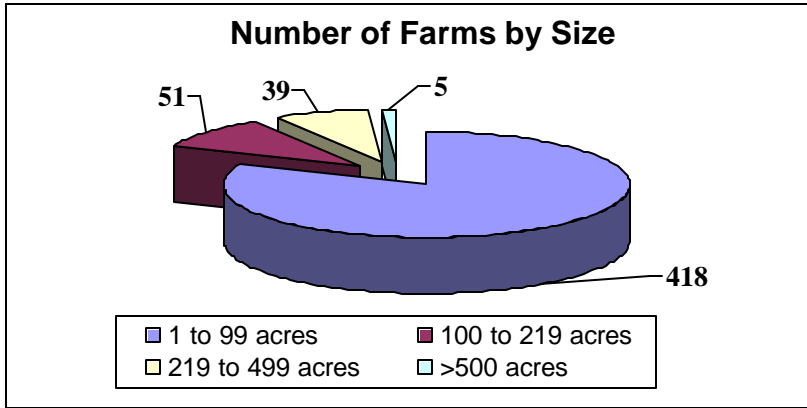 Number of Farms by Size
51
39
5
418
1 to 99 acres
100 to 219 acres
219 to 499 acres
>500 acres